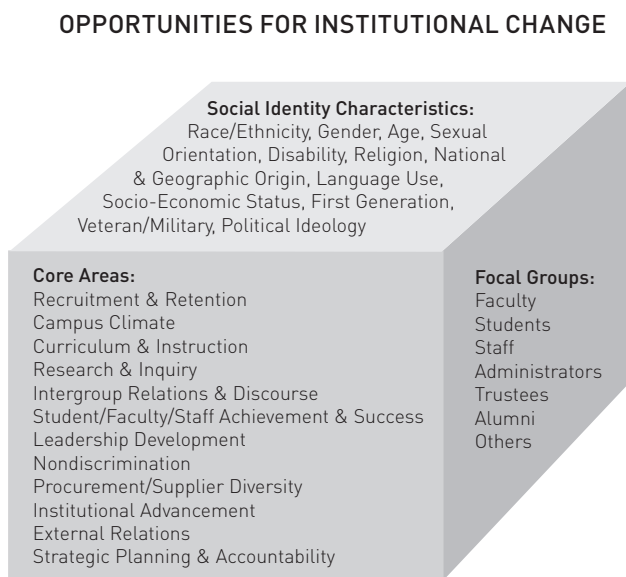 OPPORTUNITIES FOR INSTITUTIONAL CHANGE
Social Identity Characteristics:
Race/Ethnicity, Gender, Age, Sexual
Orientation, Disability, Religion, National
& Geographic Origin, Language Use,
Socio-Economic Status, First Generation,
Veteran/Military, Political Ideology
Core Areas:
Recruitment & Retention
Campus Climate
Curriculum & Instruction
Research & Inquiry
Intergroup Relations & Discourse
Student/Faculty/Staff Achievement & Success
Leadership Development
Nondiscrimination
Procurement/Supplier Diversity
Institutional Advancement
External Relations
Strategic Planning & Accountability
Focal Groups:
Faculty
Students
Staff
Administrators
Trustees
Alumni
Others